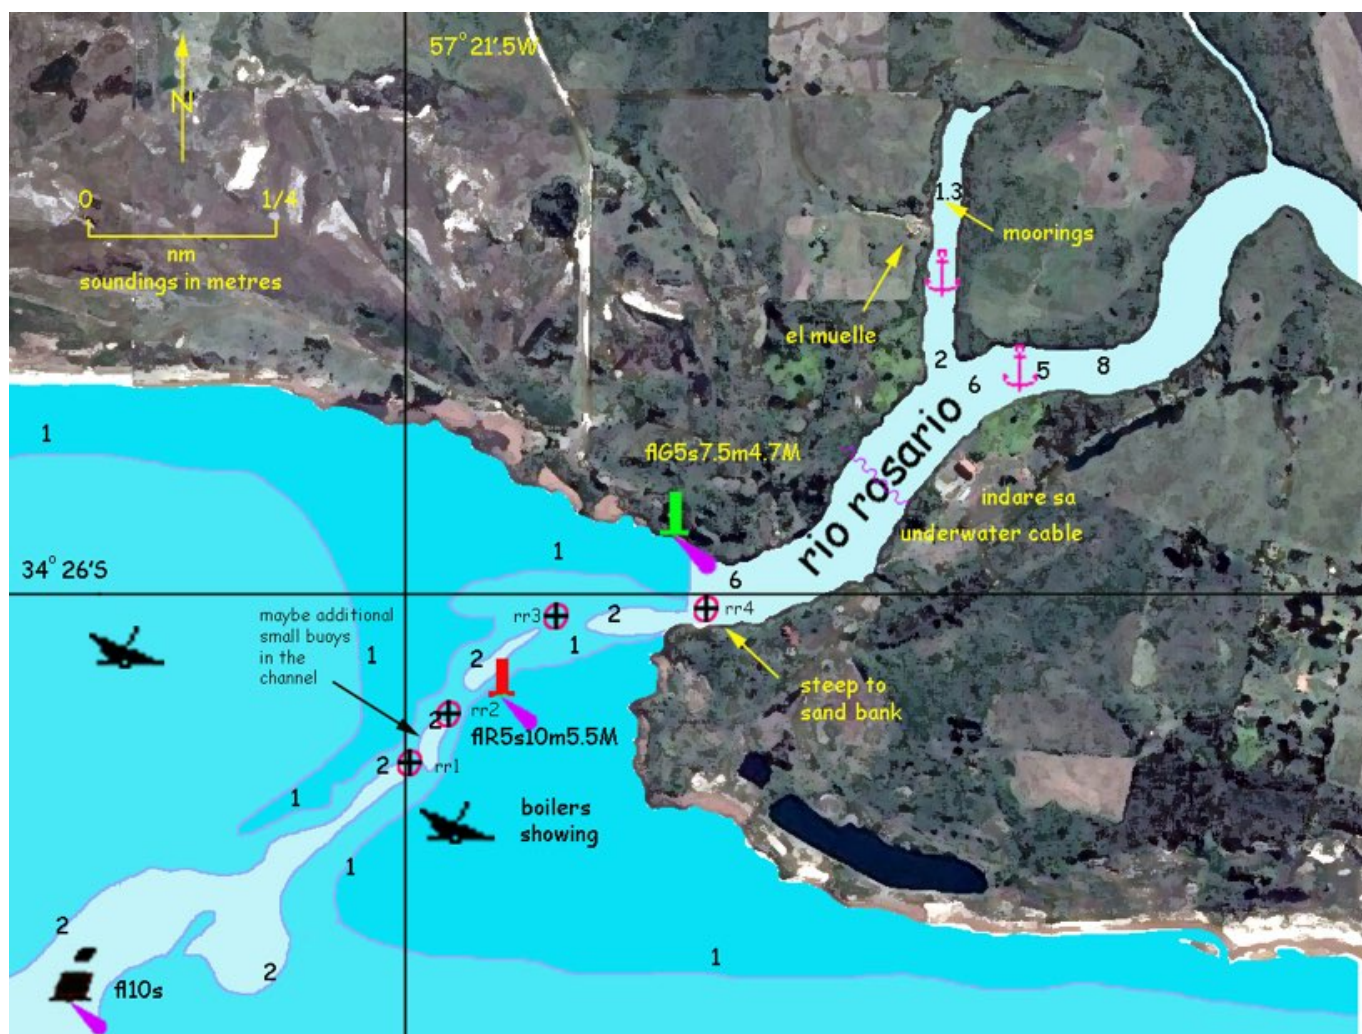 57° 21'.5W
N
0 1/4
nm
soundings in metres
1.3
moorings
el muelle
2
6
5
8
1
flG5s7.5m4.7M
rio rosario
indare sa
underwater cable
34° 26'S
1
6
maybe additional
small buoys
in the
channel
rr3
2
rr4
1
1
2
steep to
sand bank
2
rr2
flR5s10m5.5M
2
rr1
1
boilers
showing
1
2
2
1
fl10s